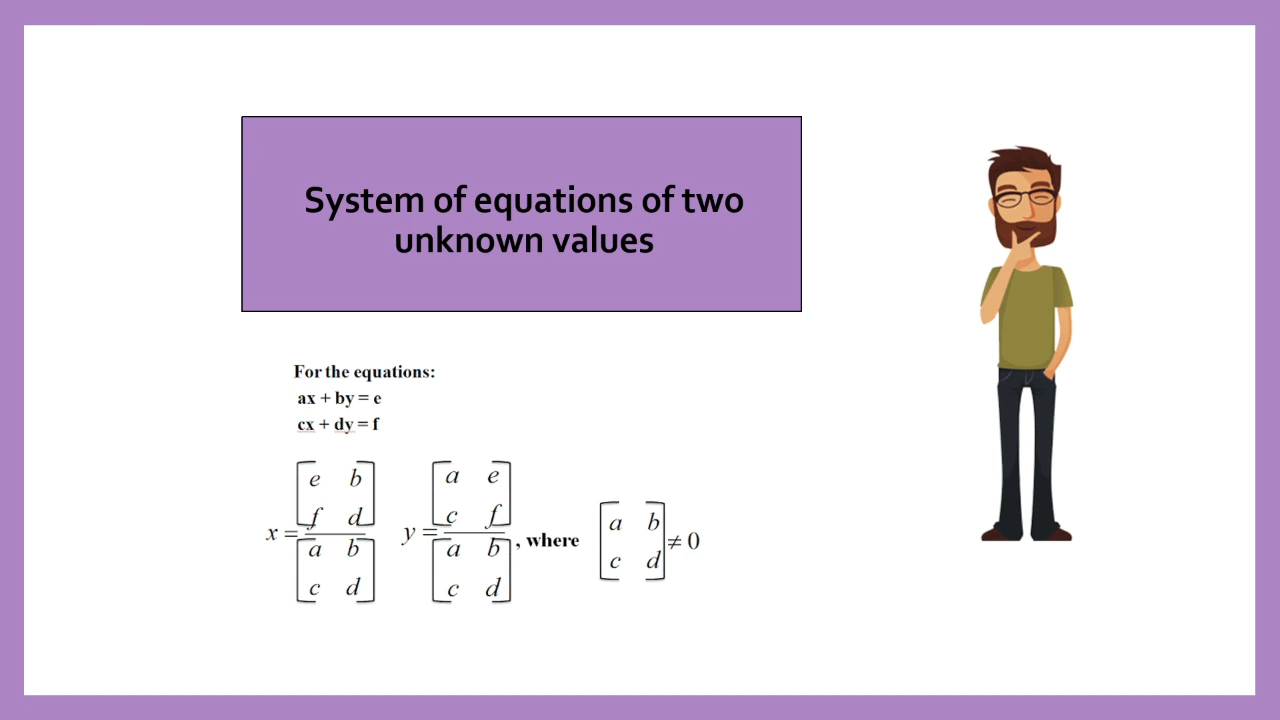 System of equations of two
unknown values
For the equations:
ax + by = e
cx + dy = f
x = [e b; f d] / [a b; c d] y = [a e; c f] / [a b; c d] , where [a b; c d] ≠ 0